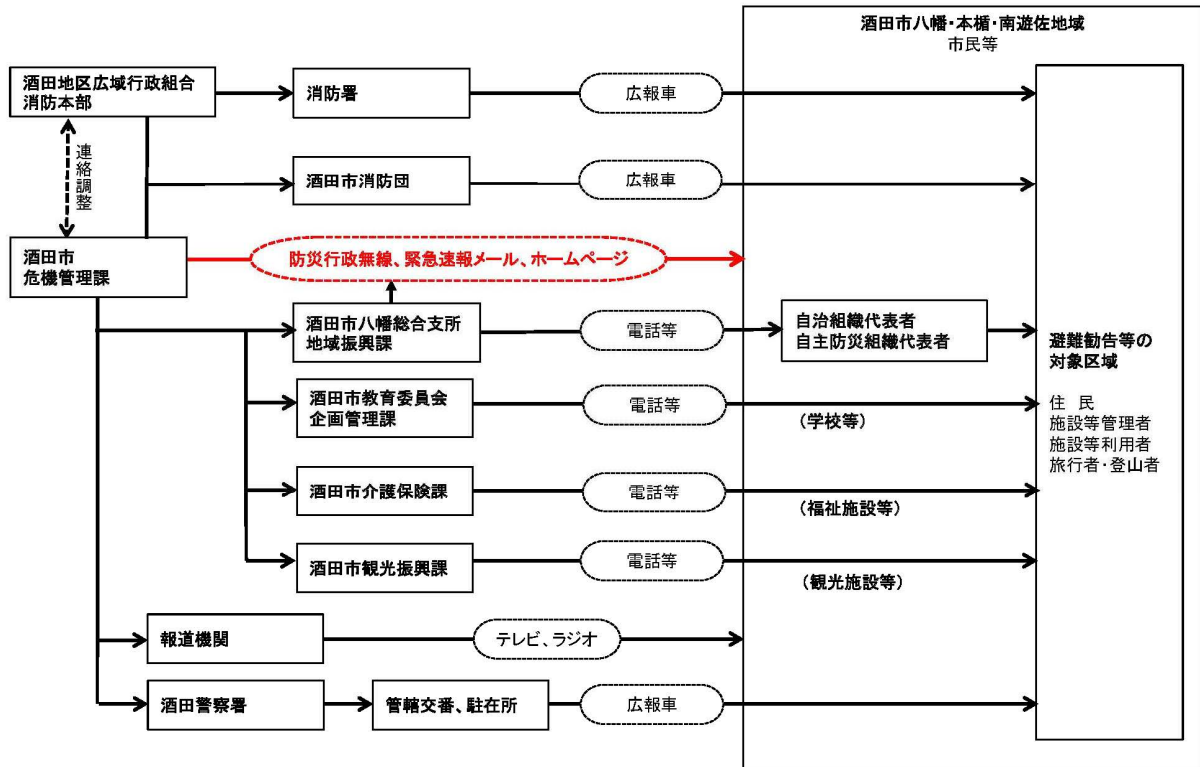 酒田市八幡・本楯・南遊佐地域
市民等
酒田地区広域行政組合
消防本部
消防署
広報車
連絡調整
酒田市消防団
広報車
酒田市
危機管理課
防災行政無線、緊急速報メール、ホームページ
酒田市八幡総合支所
地域振興課
電話等
自治組織代表者
自主防災組織代表者
避難勧告等の
対象区域
住 民
施設等管理者
施設等利用者
旅行者・登山者
酒田市教育委員会
企画管理課
電話等
(学校等)
酒田市介護保険課
電話等
(福祉施設等)
酒田市観光振興課
電話等
(観光施設等)
報道機関
テレビ、ラジオ
酒田警察署
管轄交番、駐在所
広報車